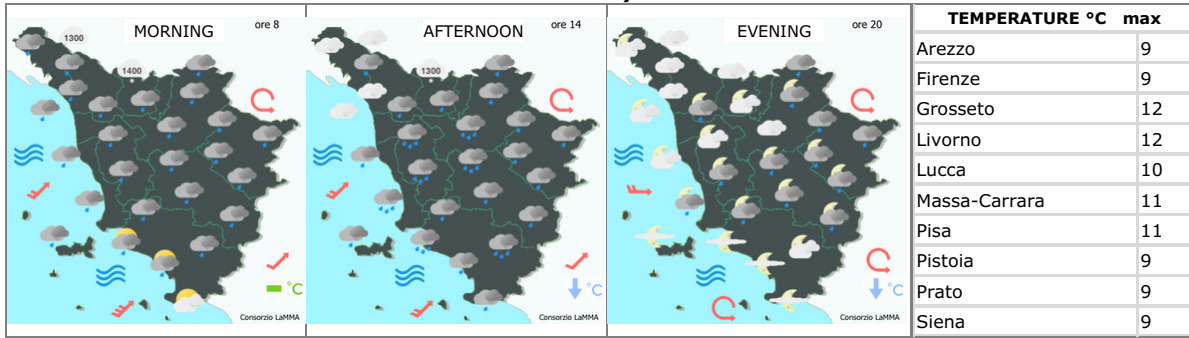 MORNING
ore 8
1300
1400
°C
Consorzio LaMMA
AFTERNOON
ore 14
1300
°C
Consorzio LaMMA
EVENING
ore 20
°C
Consorzio LaMMA
TEMPERATURE °C max
Arezzo 9
Firenze 9
Grosseto 12
Livorno 12
Lucca 10
Massa-Carrara 11
Pisa 11
Pistoia 9
Prato 9
Siena 9